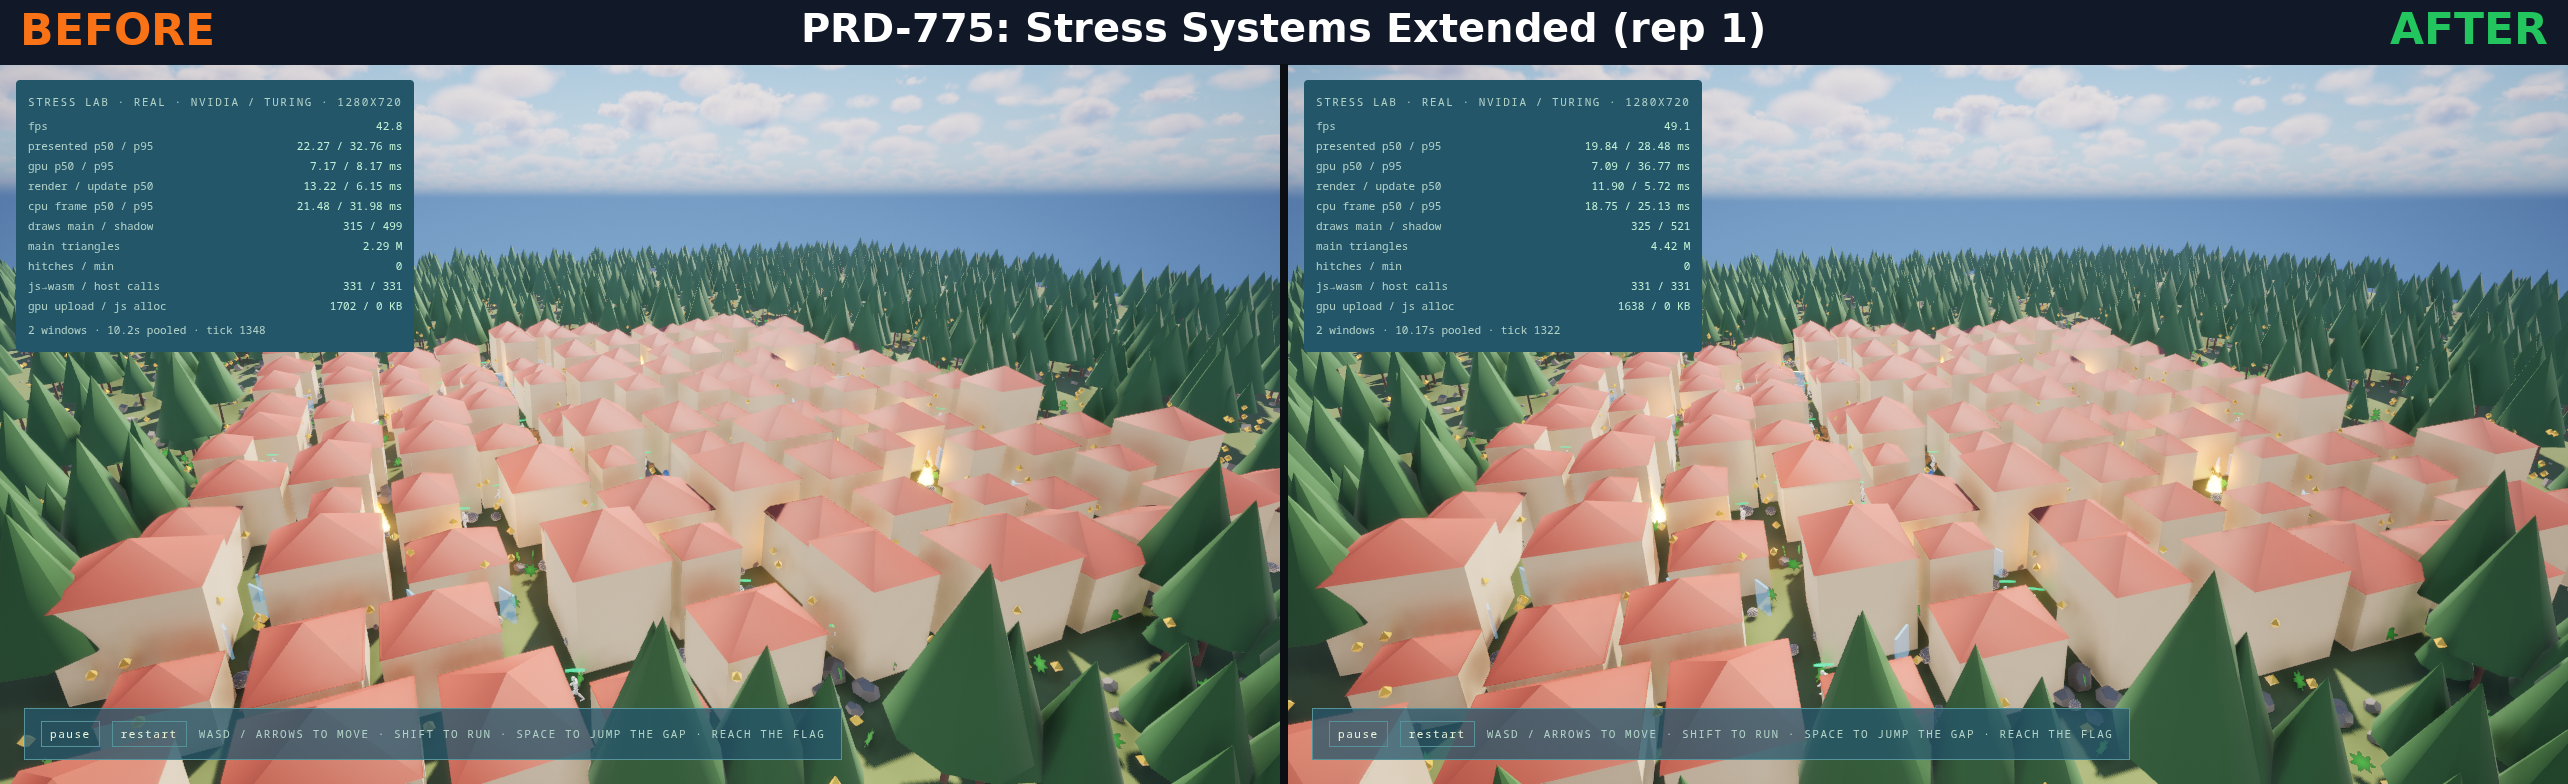 BEFORE
PRD-775: Stress Systems Extended (rep 1)
AFTER
STRESS LAB · REAL · NVIDIA / TURING · 1280X720
fps 42.8
presented p50 / p95 22.27 / 32.76 ms
gpu p50 / p95 7.17 / 8.17 ms
render / update p50 13.22 / 6.15 ms
cpu frame p50 / p95 21.48 / 31.98 ms
draws main / shadow 315 / 499
main triangles 2.29 M
hitches / min 0
js→wasm / host calls 331 / 331
gpu upload / js alloc 1702 / 0 KB
2 windows · 10.2s pooled · tick 1348
pause restart WASD / ARROWS TO MOVE · SHIFT TO RUN · SPACE TO JUMP THE GAP · REACH THE FLAG
STRESS LAB · REAL · NVIDIA / TURING · 1280X720
fps 49.1
presented p50 / p95 19.84 / 28.48 ms
gpu p50 / p95 7.09 / 36.77 ms
render / update p50 11.90 / 5.72 ms
cpu frame p50 / p95 18.75 / 25.13 ms
draws main / shadow 325 / 521
main triangles 4.42 M
hitches / min 0
js→wasm / host calls 331 / 331
gpu upload / js alloc 1638 / 0 KB
2 windows · 10.17s pooled · tick 1322
pause restart WASD / ARROWS TO MOVE · SHIFT TO RUN · SPACE TO JUMP THE GAP · REACH THE FLAG